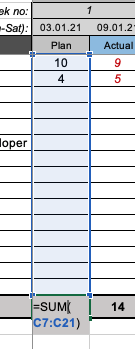 ek no: 1
-Sat): 03.01.21 09.01.2
Plan Actual
10 9
4 5
loper
=SUM(
C7:C21) 14